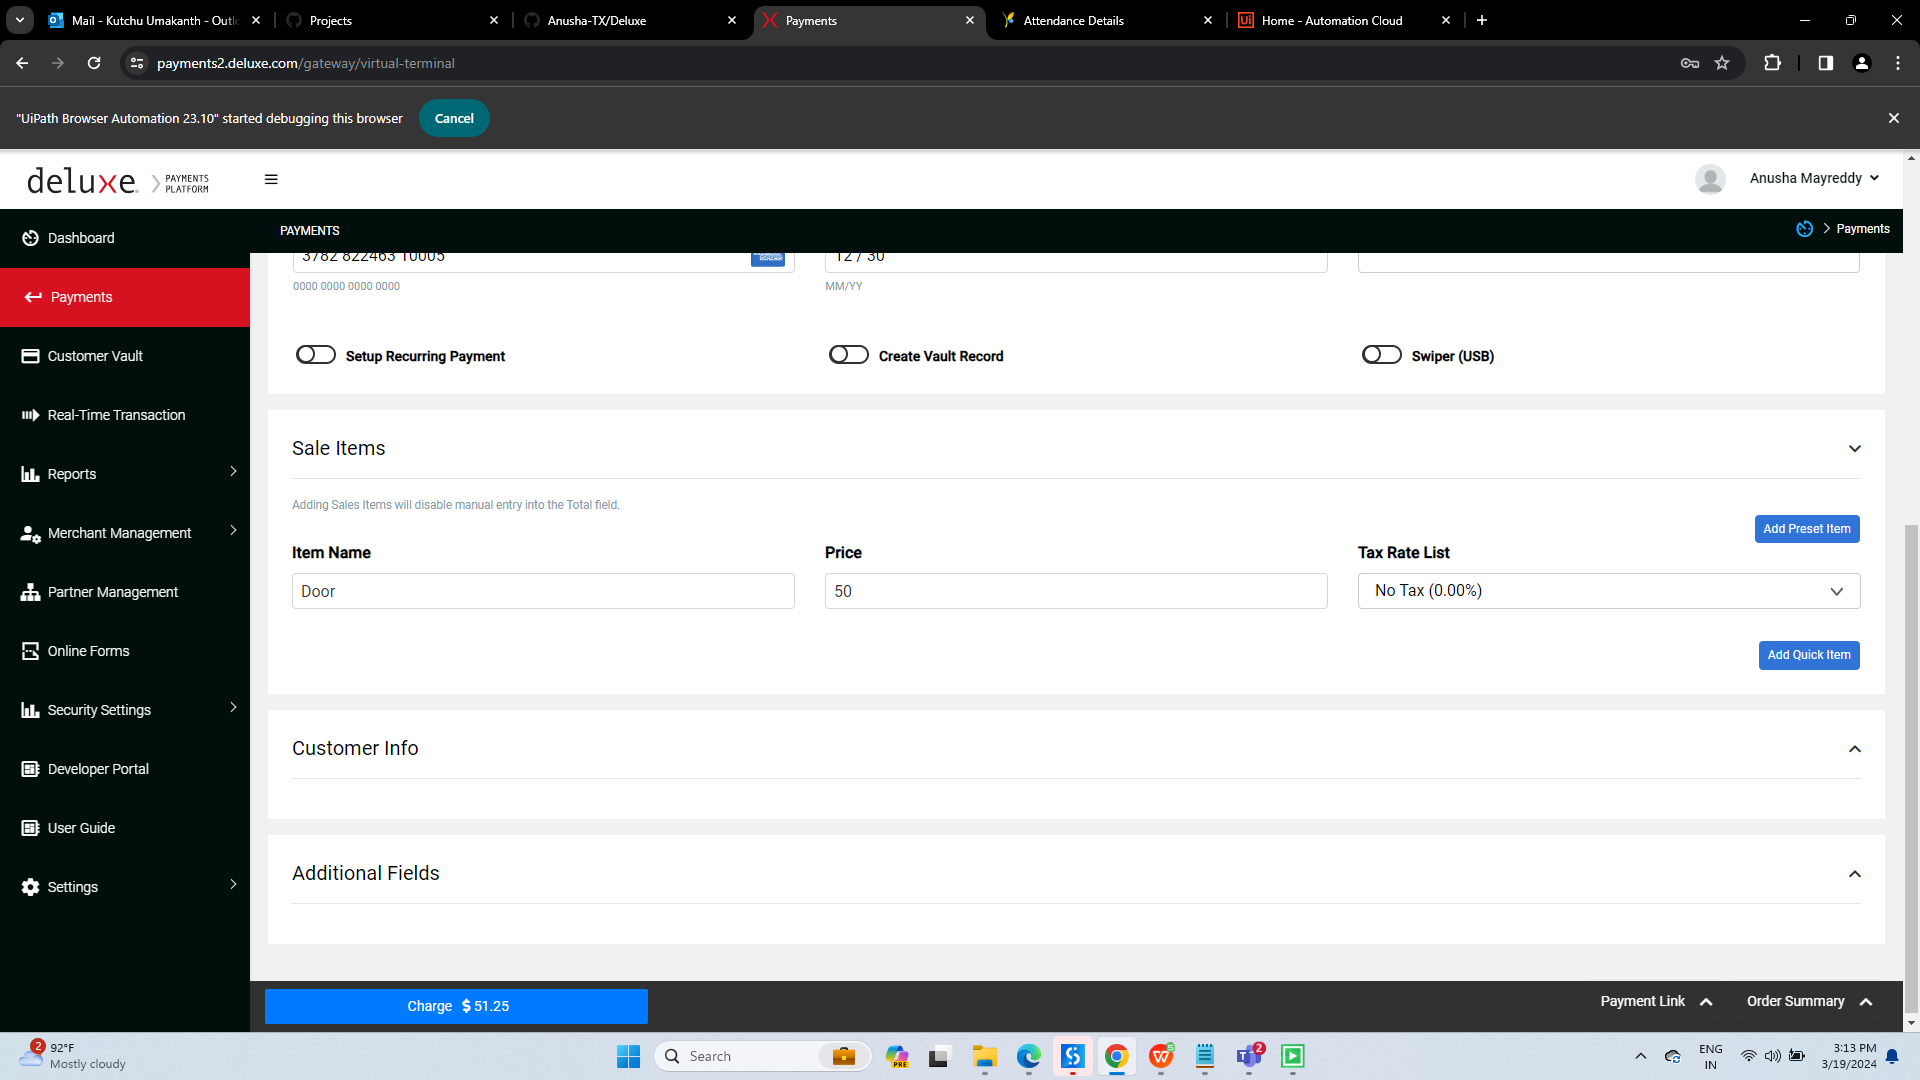 Mail - Kutchu Umakanth - Outlo
Projects
Anusha-TX/Deluxe
Payments
Attendance Details
Home - Automation Cloud
payments2.deluxe.com/gateway/virtual-terminal
"UiPath Browser Automation 23.10" started debugging this browser
Cancel
deluxe. PAYMENTS PLATFORM
Anusha Mayreddy
Dashboard
PAYMENTS
Payments
Payments
Customer Vault
Real-Time Transaction
Reports
Merchant Management
Partner Management
Online Forms
Security Settings
Developer Portal
User Guide
Settings
3782 822463 10005
12 / 30
0000 0000 0000 0000
MM/YY
Setup Recurring Payment
Create Vault Record
Swiper (USB)
Sale Items
Adding Sales Items will disable manual entry into the Total field.
Add Preset Item
Item Name
Price
Tax Rate List
Door
50
No Tax (0.00%)
Add Quick Item
Customer Info
Additional Fields
Charge $ 51.25
Payment Link
Order Summary
2
92°F
Mostly cloudy
Search
PRE
2
ENG
IN
3:13 PM
3/19/2024